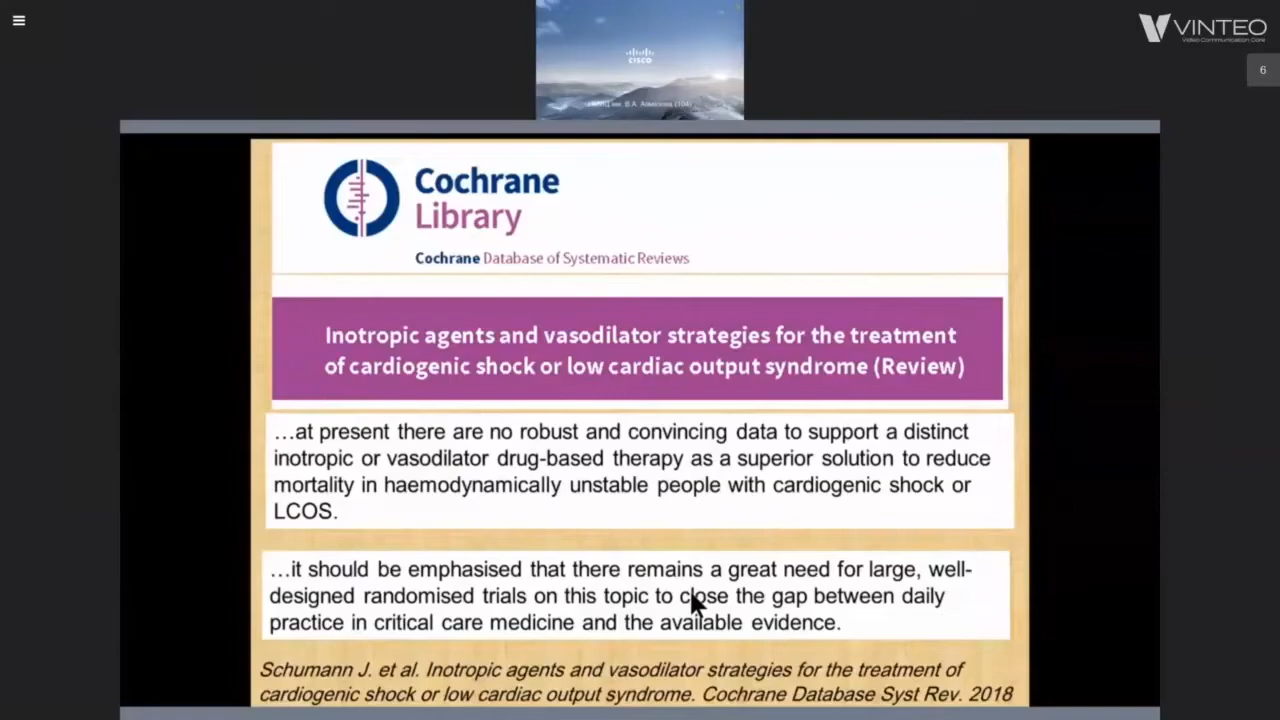 VINTEO
Video Communication Core
6
CISCO
им. В.А. Алмазова (104)
Cochrane
Library
Cochrane Database of Systematic Reviews
Inotropic agents and vasodilator strategies for the treatment
of cardiogenic shock or low cardiac output syndrome (Review)
…at present there are no robust and convincing data to support a distinct
inotropic or vasodilator drug-based therapy as a superior solution to reduce
mortality in haemodynamically unstable people with cardiogenic shock or
LCOS.
…it should be emphasised that there remains a great need for large, well-
designed randomised trials on this topic to close the gap between daily
practice in critical care medicine and the available evidence.
Schumann J. et al. Inotropic agents and vasodilator strategies for the treatment of
cardiogenic shock or low cardiac output syndrome. Cochrane Database Syst Rev. 2018